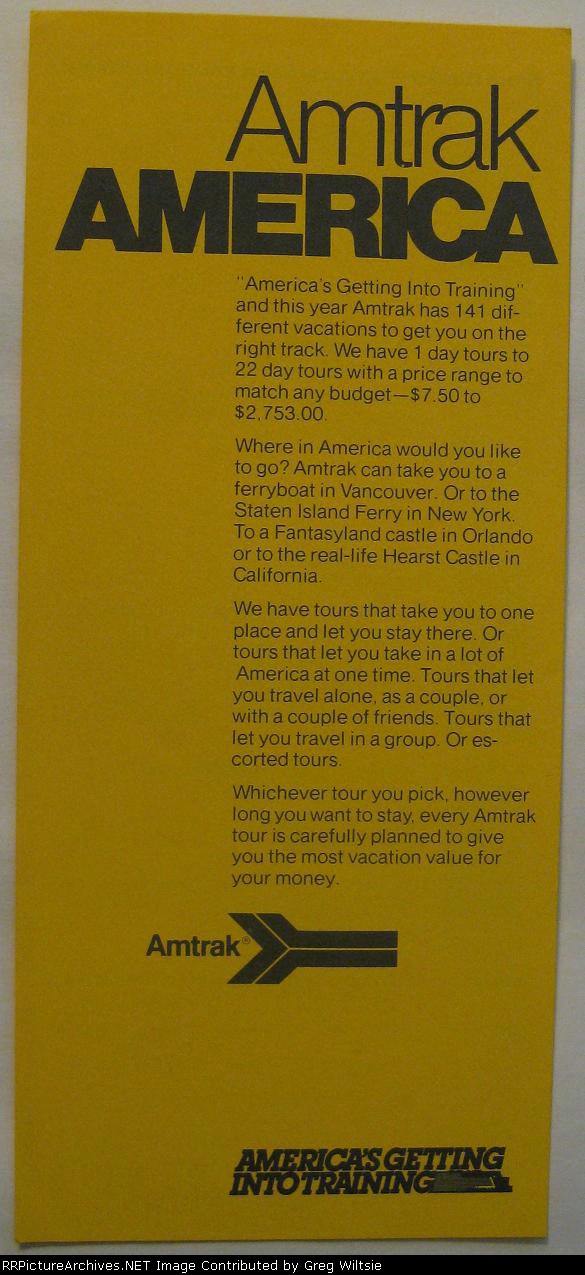 Amtrak
AMERICA
"America's Getting Into Training"
and this year Amtrak has 141 dif-
ferent vacations to get you on the
right track. We have 1 day tours to
22 day tours with a price range to
match any budget—$7.50 to
$2,753.00.
Where in America would you like
to go? Amtrak can take you to a
ferryboat in Vancouver. Or to the
Staten Island Ferry in New York.
To a Fantasyland castle in Orlando
or to the real-life Hearst Castle in
California.
We have tours that take you to one
place and let you stay there. Or
tours that let you take in a lot of
America at one time. Tours that let
you travel alone, as a couple, or
with a couple of friends. Tours that
let you travel in a group. Or es-
corted tours.
Whichever tour you pick, however
long you want to stay, every Amtrak
tour is carefully planned to give
you the most vacation value for
your money.
Amtrak®
AMERICA'S GETTING
INTO TRAINING
RRPictureArchives.NET Image Contributed by Greg Wiltsie